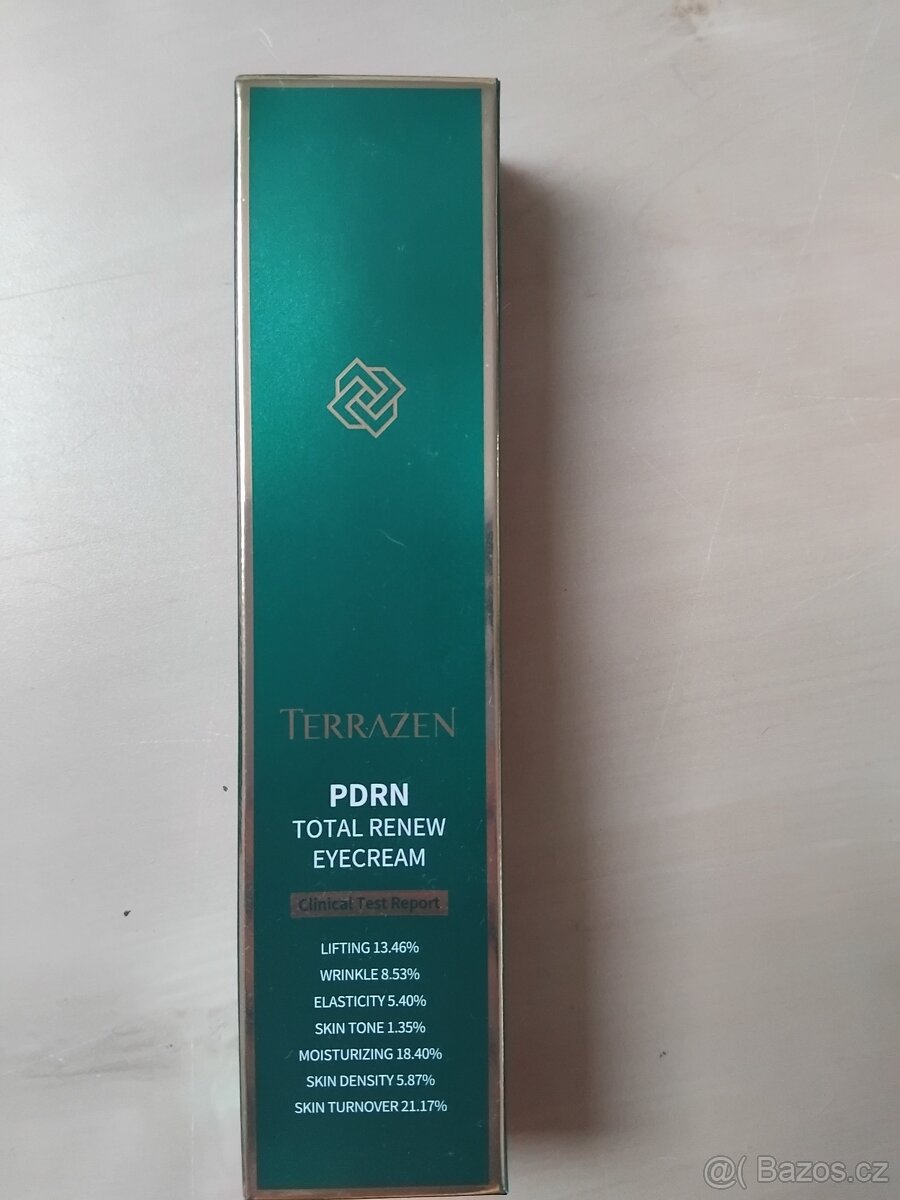 TERRAZEN
PDRN
TOTAL RENEW
EYECREAM
Clinical Test Report
LIFTING 13.46%
WRINKLE 8.53%
ELASTICITY 5.40%
SKIN TONE 1.35%
MOISTURIZING 18.40%
SKIN DENSITY 5.87%
SKIN TURNOVER 21.17%
@( Bazos.cz